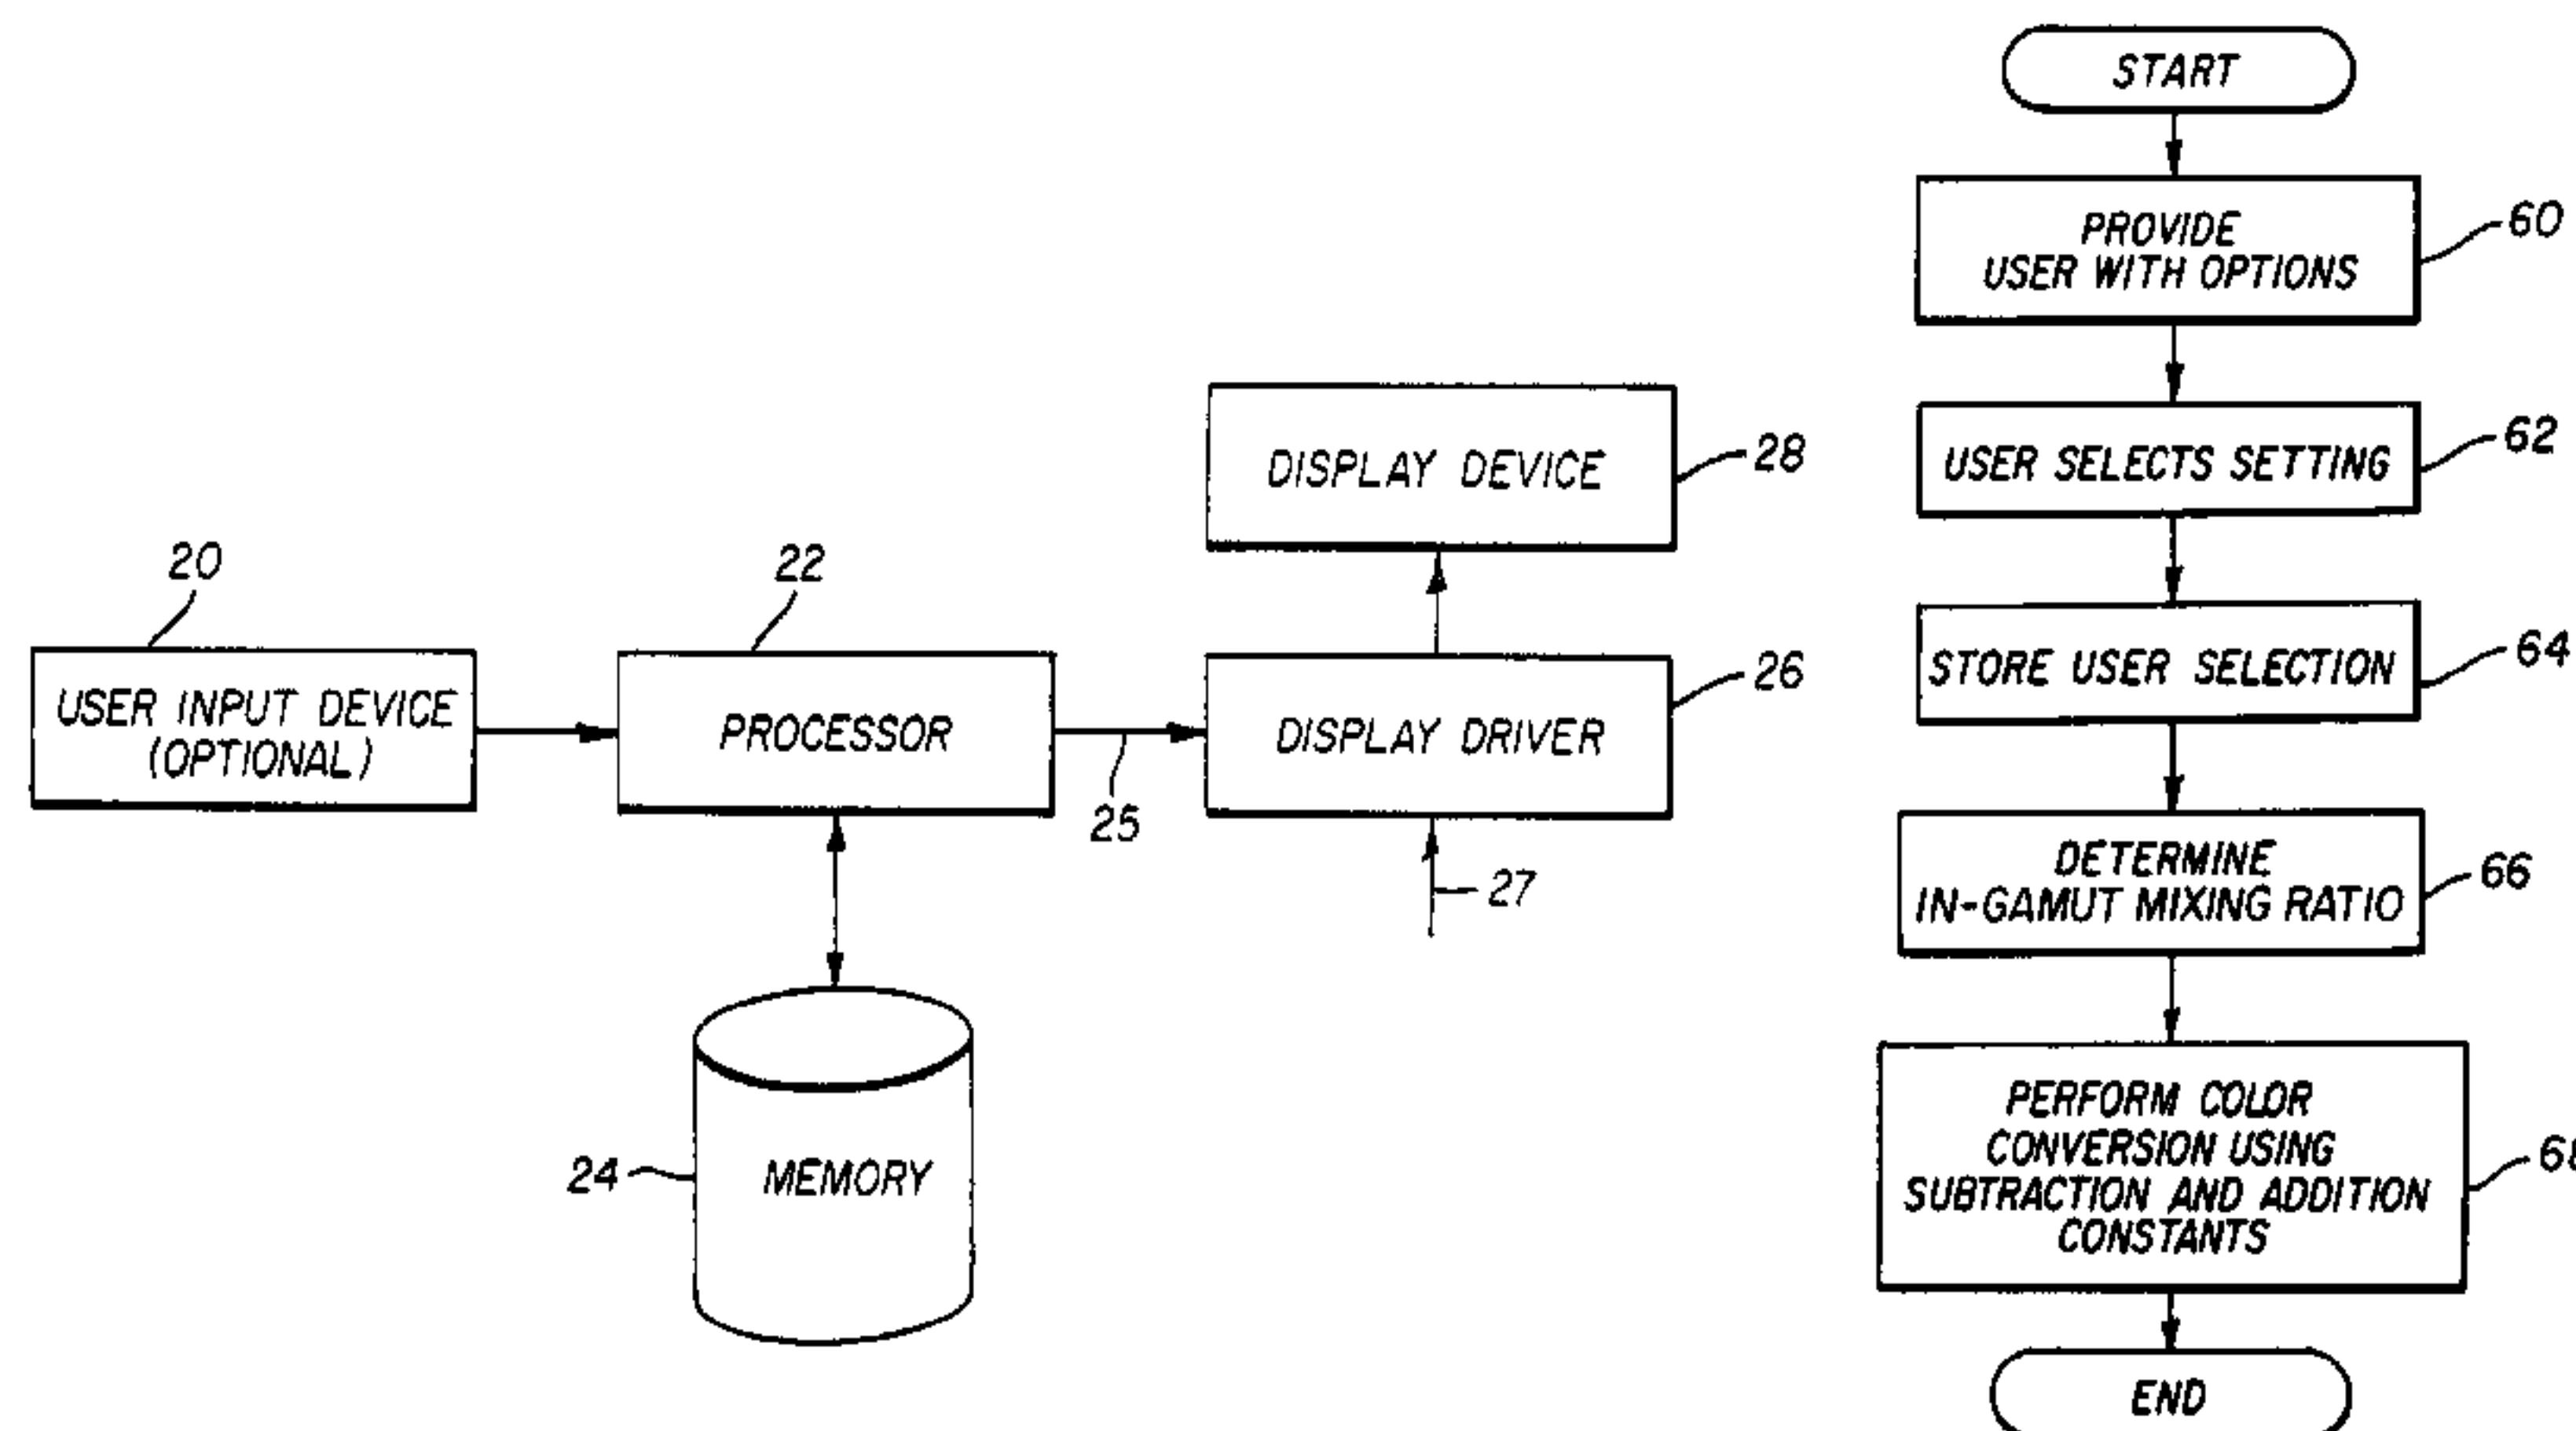 20
USER INPUT DEVICE
(OPTIONAL)
22
PROCESSOR
24
MEMORY
25
DISPLAY DEVICE
28
DISPLAY DRIVER
26
27
START
PROVIDE
USER WITH OPTIONS
60
USER SELECTS SETTING
62
STORE USER SELECTION
64
DETERMINE
IN-GAMUT MIXING RATIO
66
PERFORM COLOR
CONVERSION USING
SUBTRACTION AND ADDITION
CONSTANTS
END